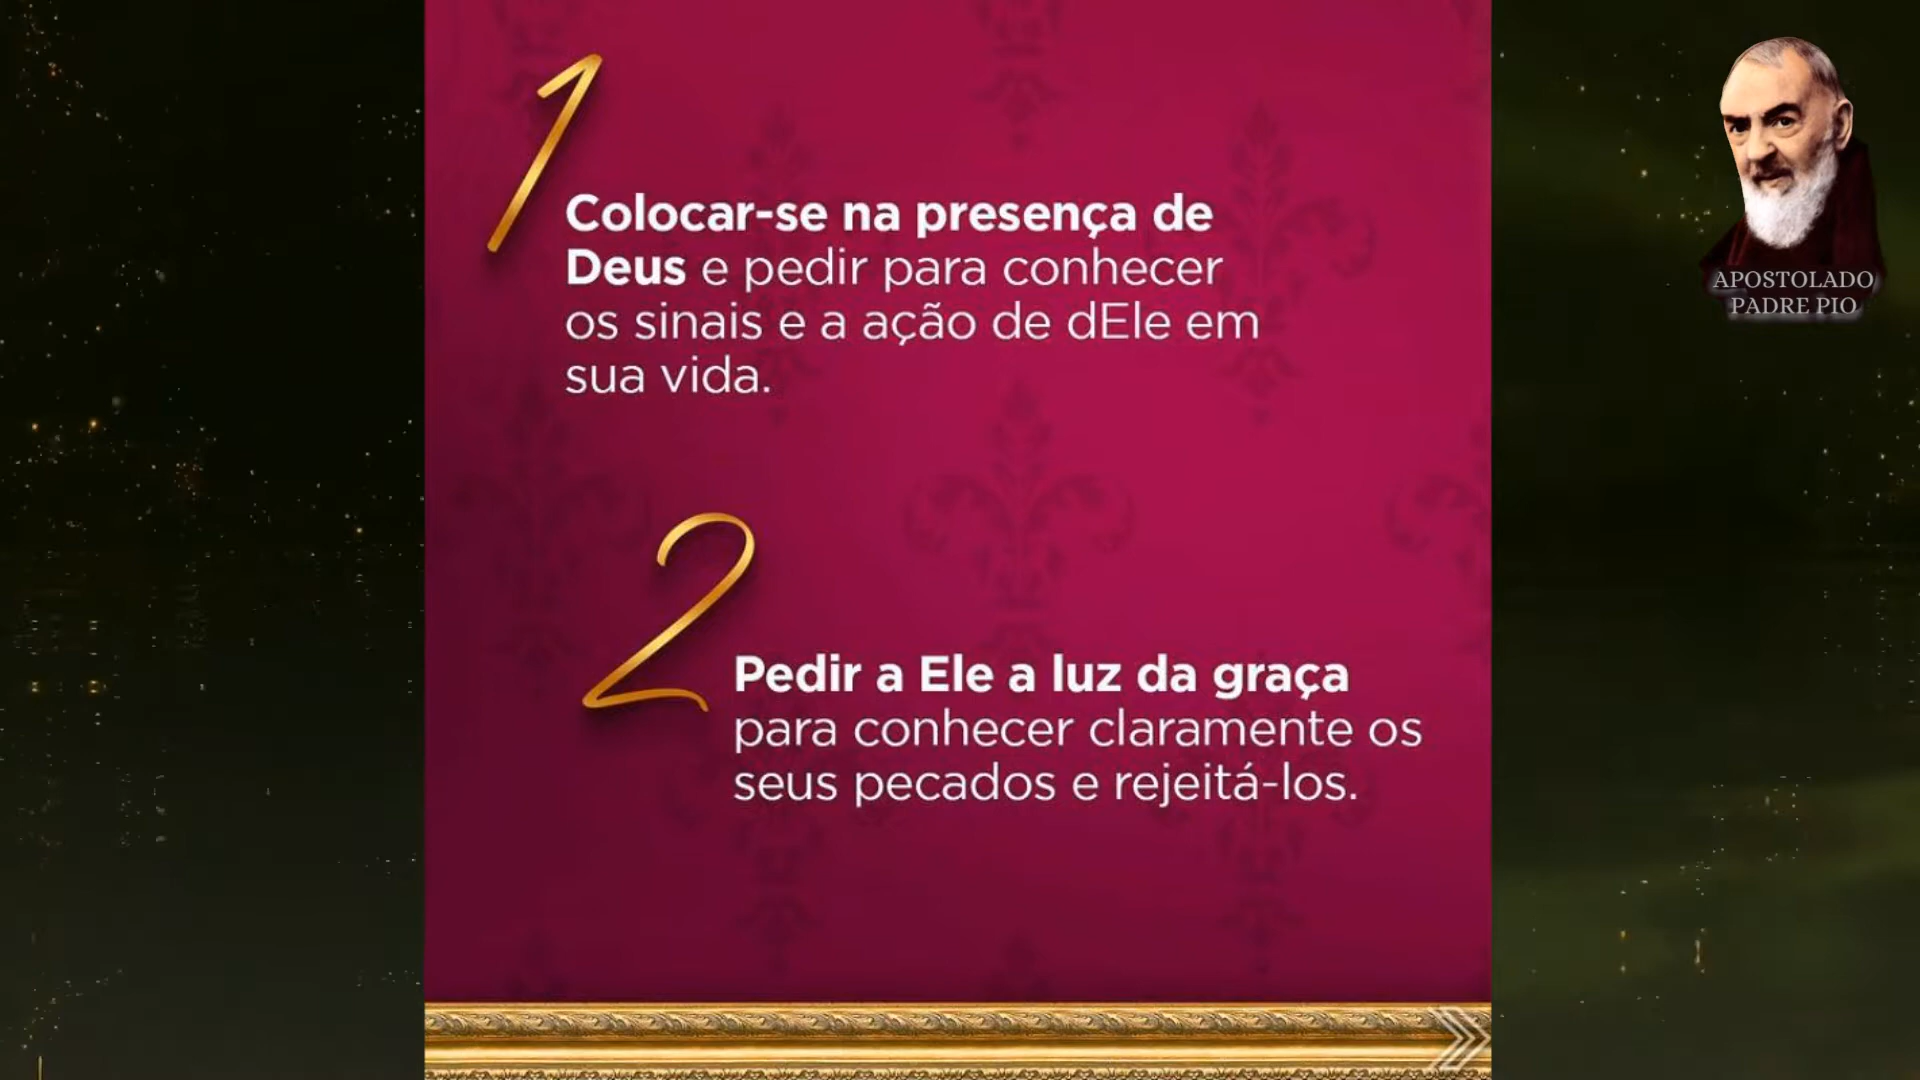 1
Colocar-se na presença de
Deus e pedir para conhecer
os sinais e a ação de dEle em
sua vida.
2
Pedir a Ele a luz da graça
para conhecer claramente os
seus pecados e rejeitá-los.
APOSTOLADO
PADRE PIO